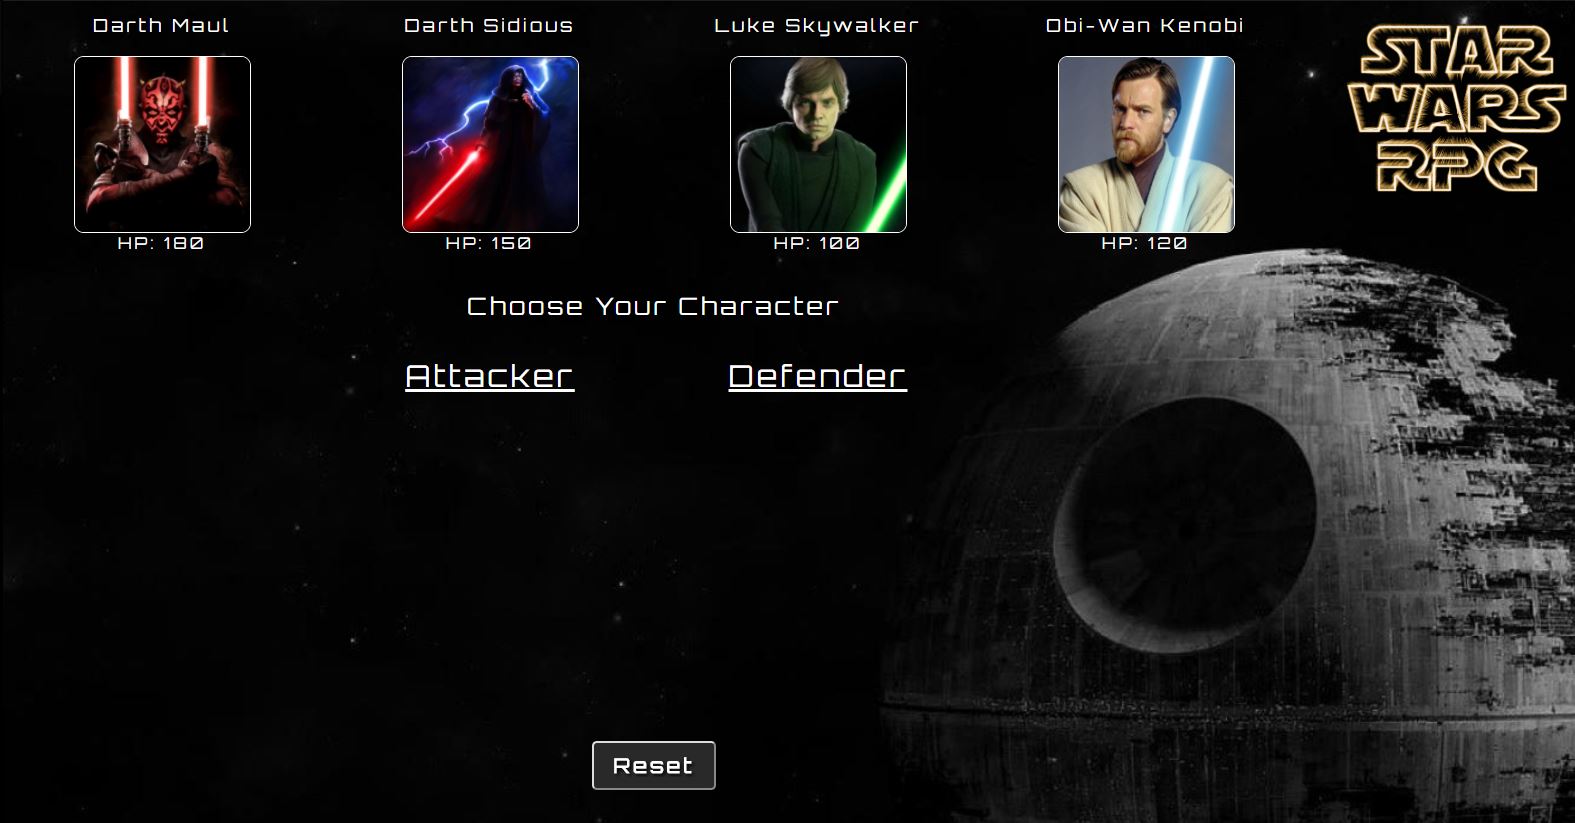 Darth Maul
Darth Sidious
Luke Skywalker
Obi-Wan Kenobi
STAR
WARS
RPG
HP: 180
HP: 150
HP: 100
HP: 120
Choose Your Character
Attacker
Defender
Reset